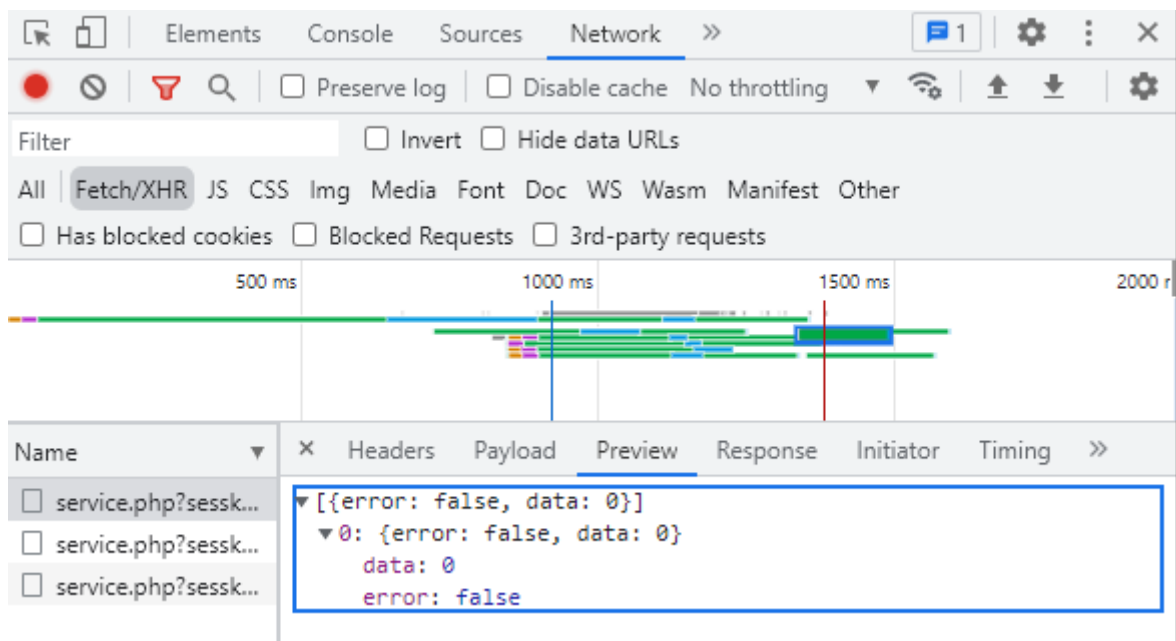 Elements Console Sources Network » 1
Preserve log Disable cache No throttling
Filter Invert Hide data URLs
All Fetch/XHR JS CSS Img Media Font Doc WS Wasm Manifest Other
Has blocked cookies Blocked Requests 3rd-party requests
500 ms 1000 ms 1500 ms 2000 r
Name × Headers Payload Preview Response Initiator Timing »
service.php?sessk... ▼[{error: false, data: 0}]
▼0: {error: false, data: 0}
service.php?sessk...
data: 0
service.php?sessk...
error: false